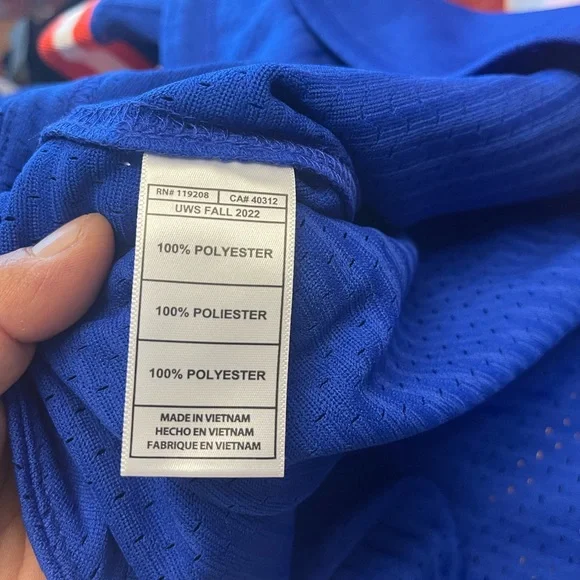 RN# 119208 CA# 40312
UWS FALL 2022
100% POLYESTER
100% POLIESTER
100% POLYESTER
MADE IN VIETNAM
HECHO EN VIETNAM
FABRIQUE EN VIETNAM